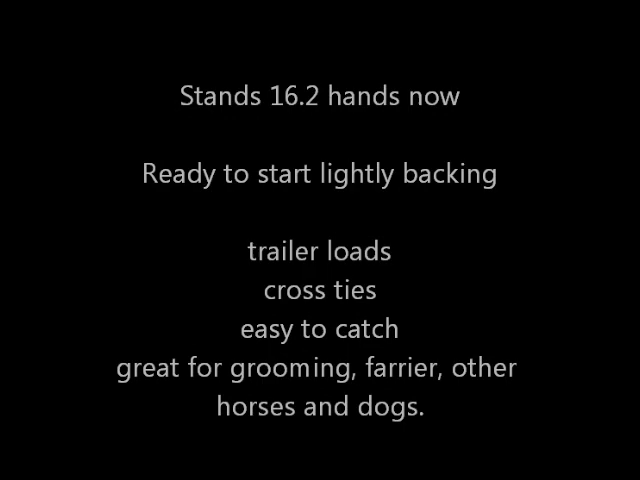 Stands 16.2 hands now
Ready to start lightly backing
trailer loads
cross ties
easy to catch
great for grooming, farrier, other
horses and dogs.